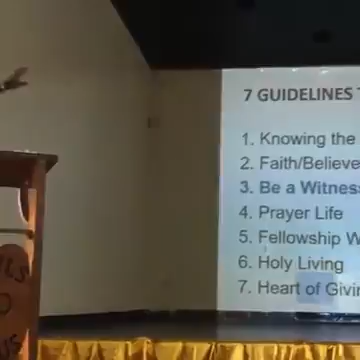 7 GUIDELINES
1. Knowing the
2. Faith/Believe
3. Be a Witness
4. Prayer Life
5. Fellowship W
6. Holy Living
7. Heart of Givi